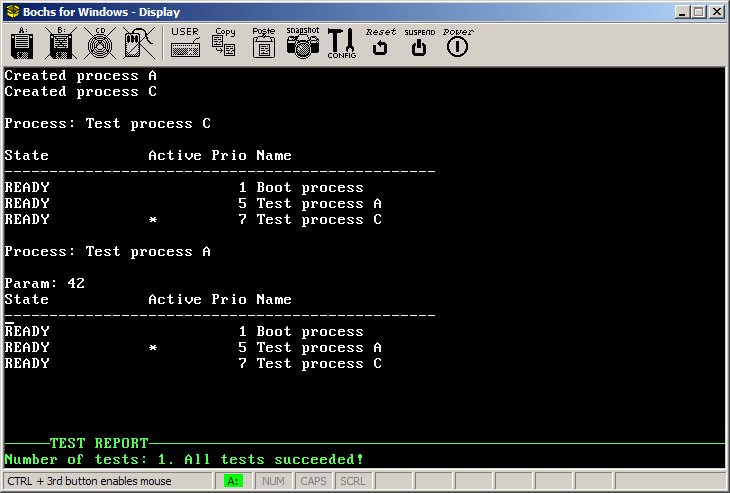 Bochs for Windows - Display
A: B: CD USER Copy Paste snapshot CONFIG Reset SUSPEND Power
Created process A
Created process C
Process: Test process C
State Active Prio Name
------------------------------------------------
READY 1 Boot process
READY 5 Test process A
READY * 7 Test process C
Process: Test process A
Param: 42
State Active Prio Name
------------------------------------------------
READY 1 Boot process
READY * 5 Test process A
READY 7 Test process C
TEST REPORT
Number of tests: 1. All tests succeeded!
CTRL + 3rd button enables mouse A: NUM CAPS SCRL